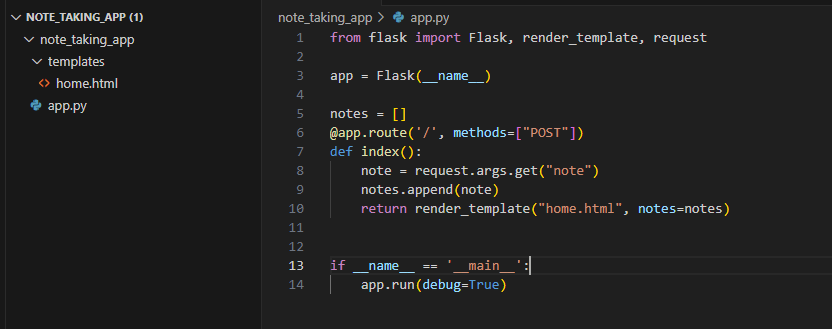 NOTE_TAKING_APP (1)
note_taking_app
templates
<> home.html
app.py
note_taking_app > app.py
1 from flask import Flask, render_template, request
2
3 app = Flask(__name__)
4
5 notes = []
6 @app.route('/', methods=["POST"])
7 def index():
8     note = request.args.get("note")
9     notes.append(note)
10     return render_template("home.html", notes=notes)
11
12
13 if __name__ == '__main__':
14     app.run(debug=True)